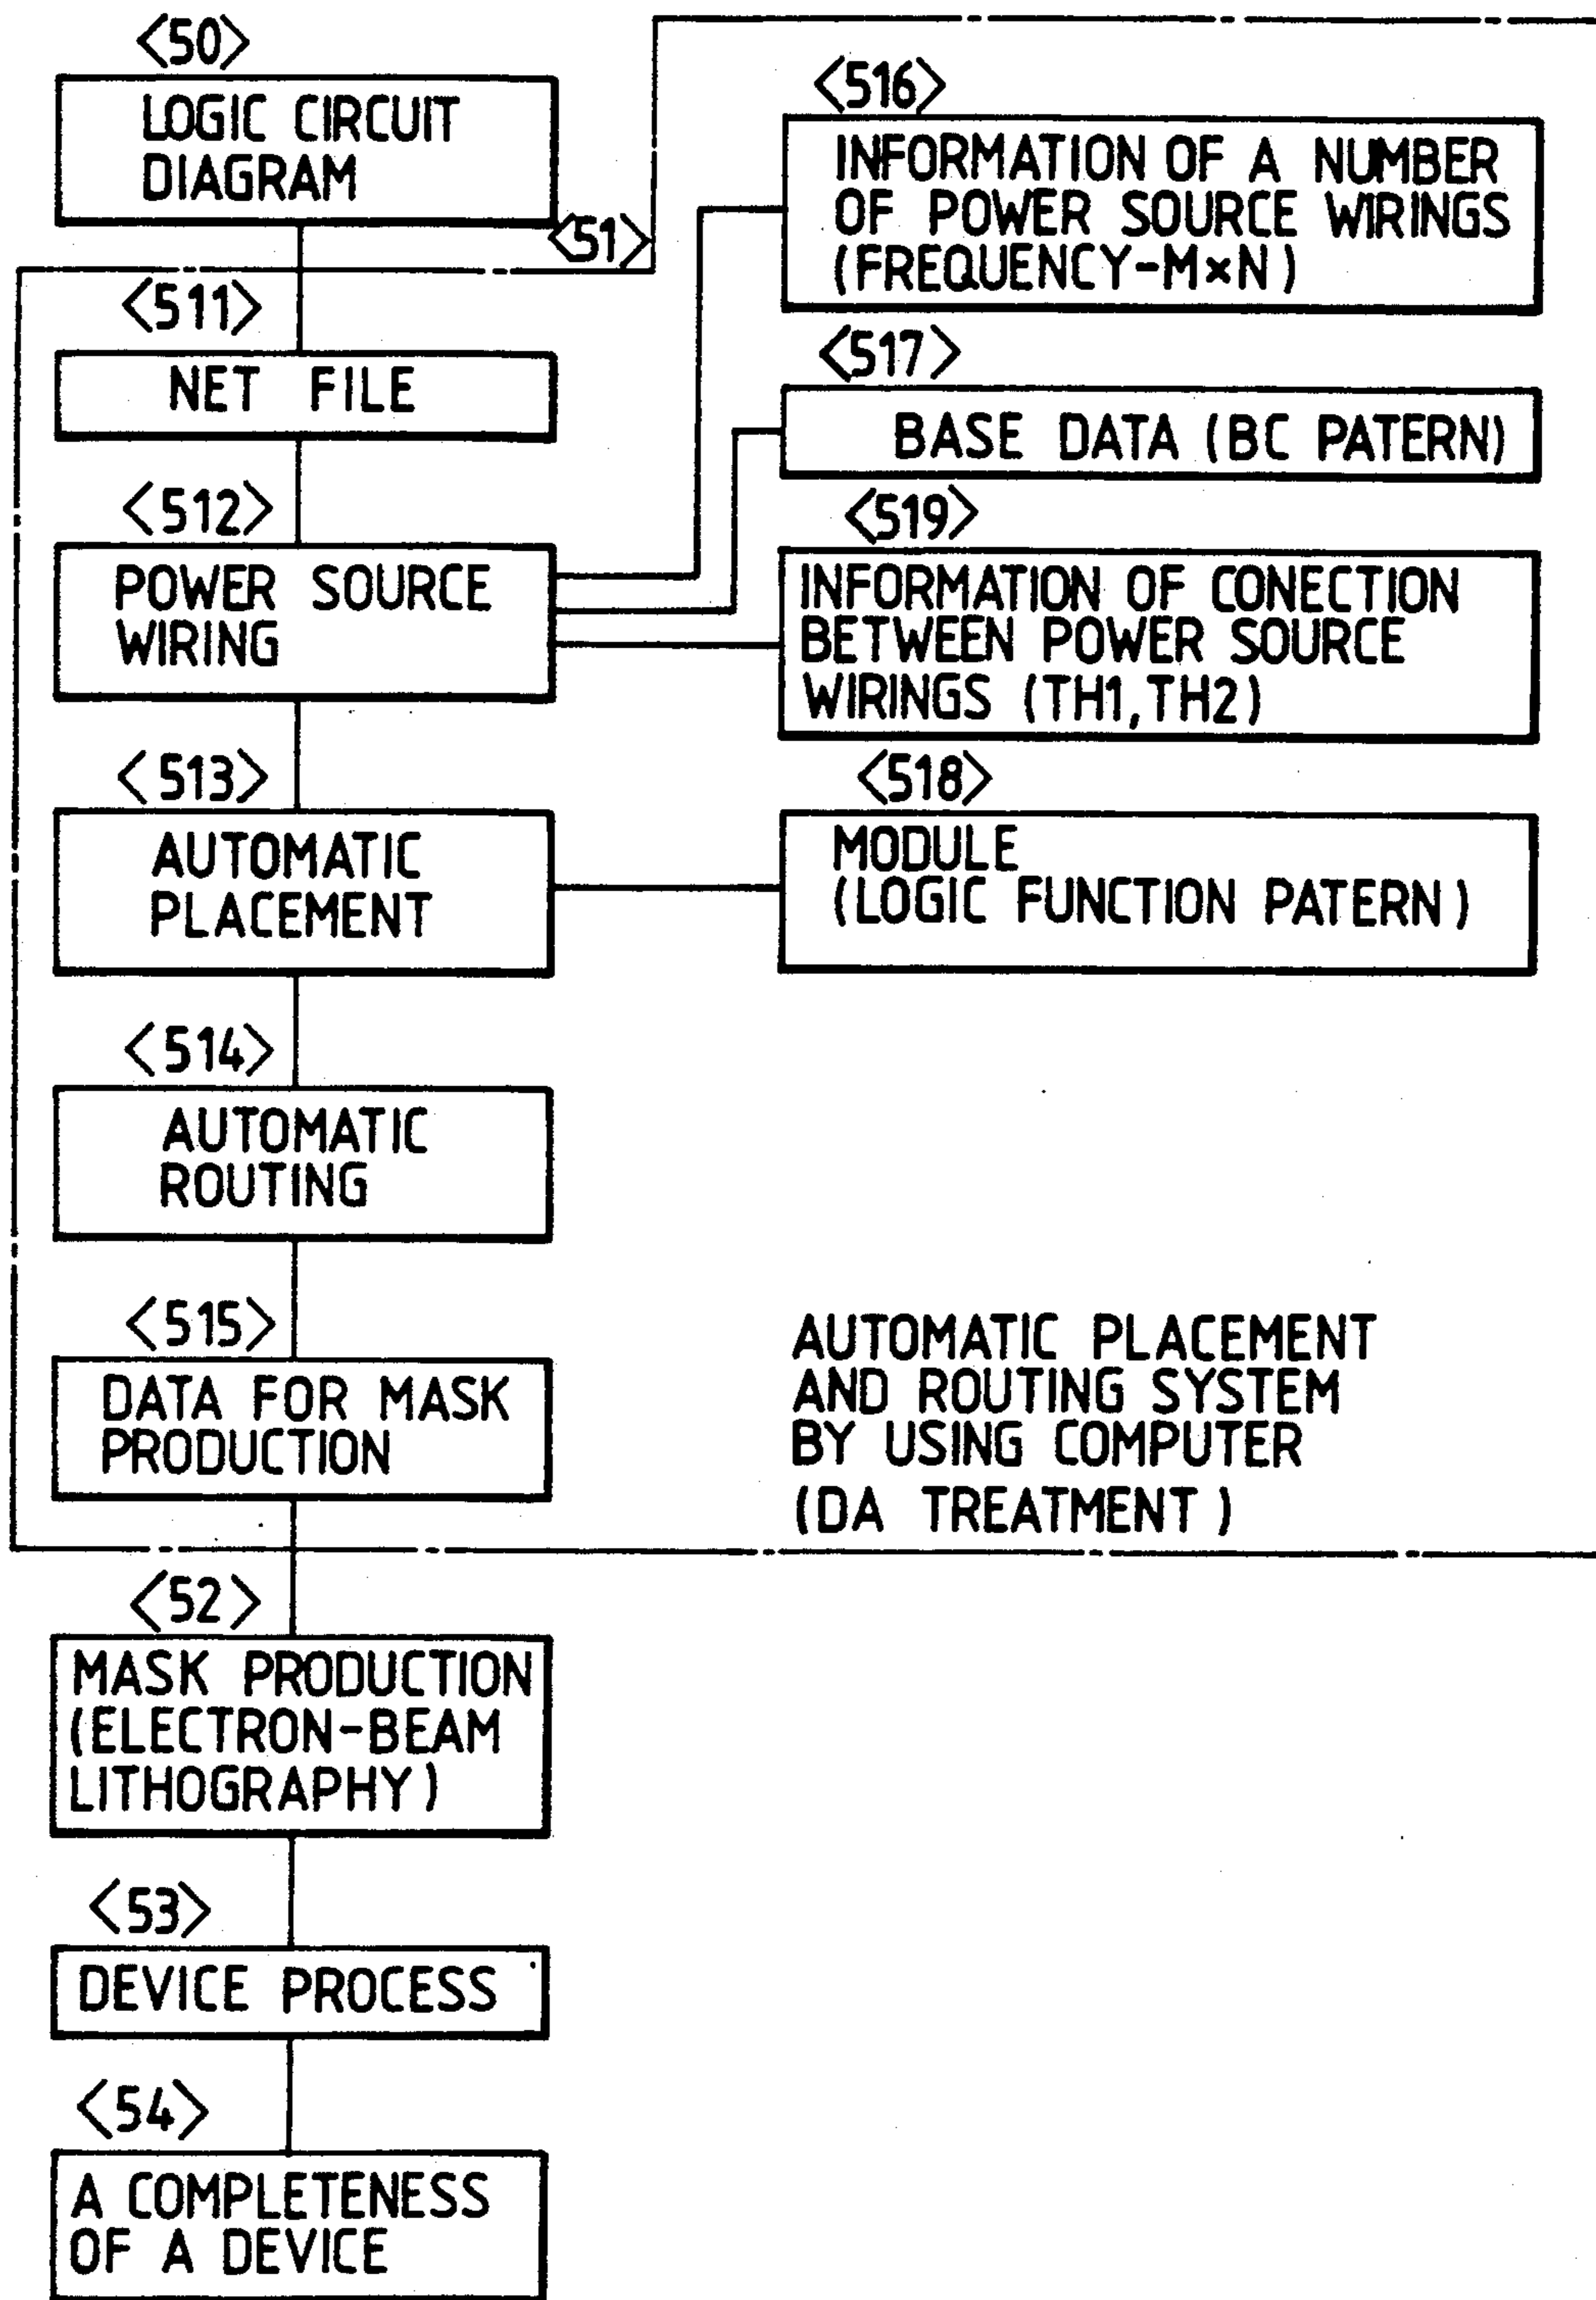 <50>
LOGIC CIRCUIT
DIAGRAM
<51>
<511>
NET FILE
<512>
POWER SOURCE
WIRING
<516>
INFORMATION OF A NUMBER
OF POWER SOURCE WIRINGS
(FREQUENCY-M×N)
<517>
BASE DATA (BC PATERN)
<519>
INFORMATION OF CONECTION
BETWEEN POWER SOURCE
WIRINGS (TH1,TH2)
<513>
AUTOMATIC
PLACEMENT
<518>
MODULE
(LOGIC FUNCTION PATERN)
<514>
AUTOMATIC
ROUTING
<515>
DATA FOR MASK
PRODUCTION
AUTOMATIC PLACEMENT
AND ROUTING SYSTEM
BY USING COMPUTER
(DA TREATMENT)
<52>
MASK PRODUCTION
(ELECTRON-BEAM
LITHOGRAPHY)
<53>
DEVICE PROCESS
<54>
A COMPLETENESS
OF A DEVICE